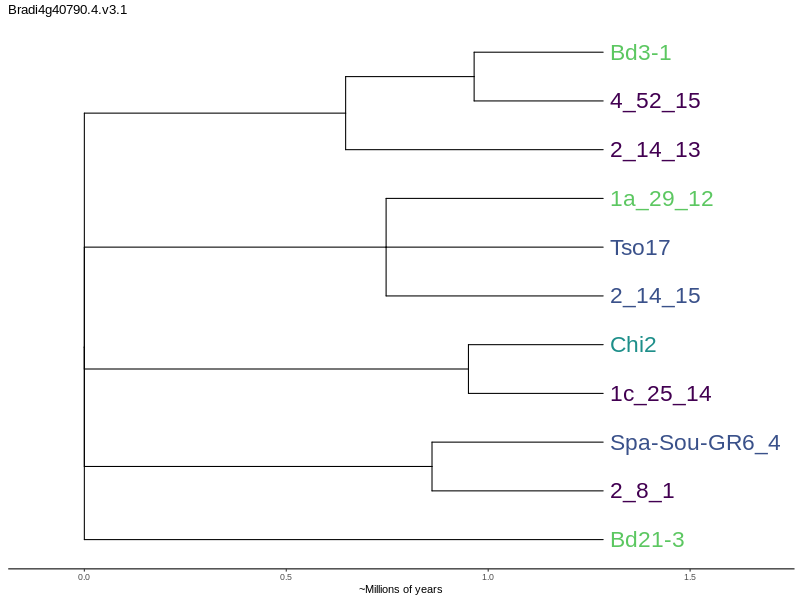 Bradi4g40790.4.v3.1
Bd3-1
4_52_15
2_14_13
1a_29_12
Tso17
2_14_15
Chi2
1c_25_14
Spa-Sou-GR6_4
2_8_1
Bd21-3
0.0 0.5 1.0 1.5
~Millions of years